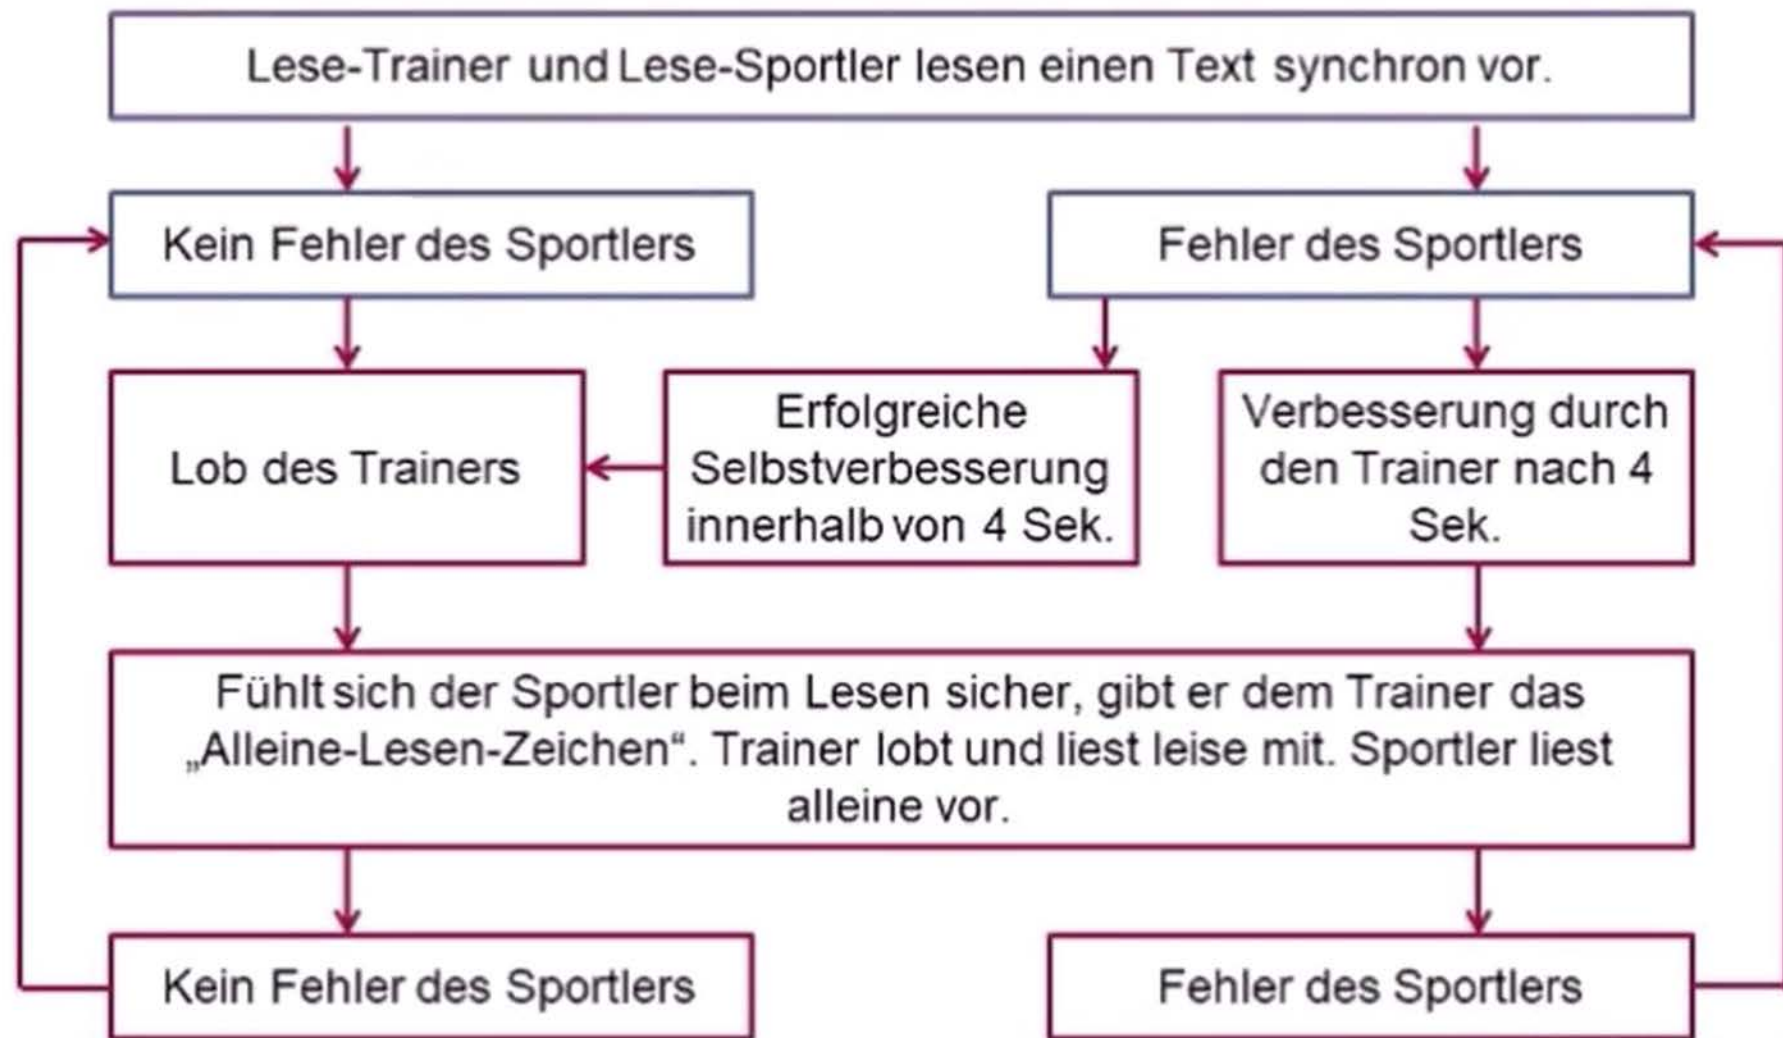 Lese-Trainer und Lese-Sportler lesen einen Text synchron vor.
Kein Fehler des Sportlers
Fehler des Sportlers
Lob des Trainers
Erfolgreiche
Selbstverbesserung
innerhalb von 4 Sek.
Verbesserung durch
den Trainer nach 4
Sek.
Fühlt sich der Sportler beim Lesen sicher, gibt er dem Trainer das
„Alleine-Lesen-Zeichen“. Trainer lobt und liest leise mit. Sportler liest
alleine vor.
Kein Fehler des Sportlers
Fehler des Sportlers